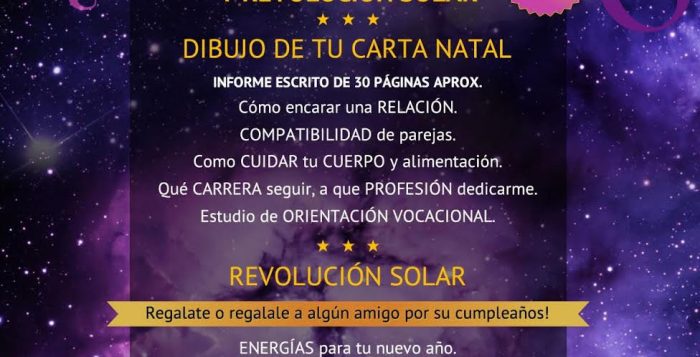 Y REVOLUCIÓN SOLAR
DIBUJO DE TU CARTA NATAL
INFORME ESCRITO DE 30 PÁGINAS APROX.
Cómo encarar una RELACIÓN.
COMPATIBILIDAD de parejas.
Como CUIDAR tu CUERPO y alimentación.
Qué CARRERA seguir, a que PROFESIÓN dedicarme.
Estudio de ORIENTACIÓN VOCACIONAL.
REVOLUCIÓN SOLAR
Regalate o regalale a algún amigo por su cumpleaños!
ENERGÍAS para tu nuevo año.